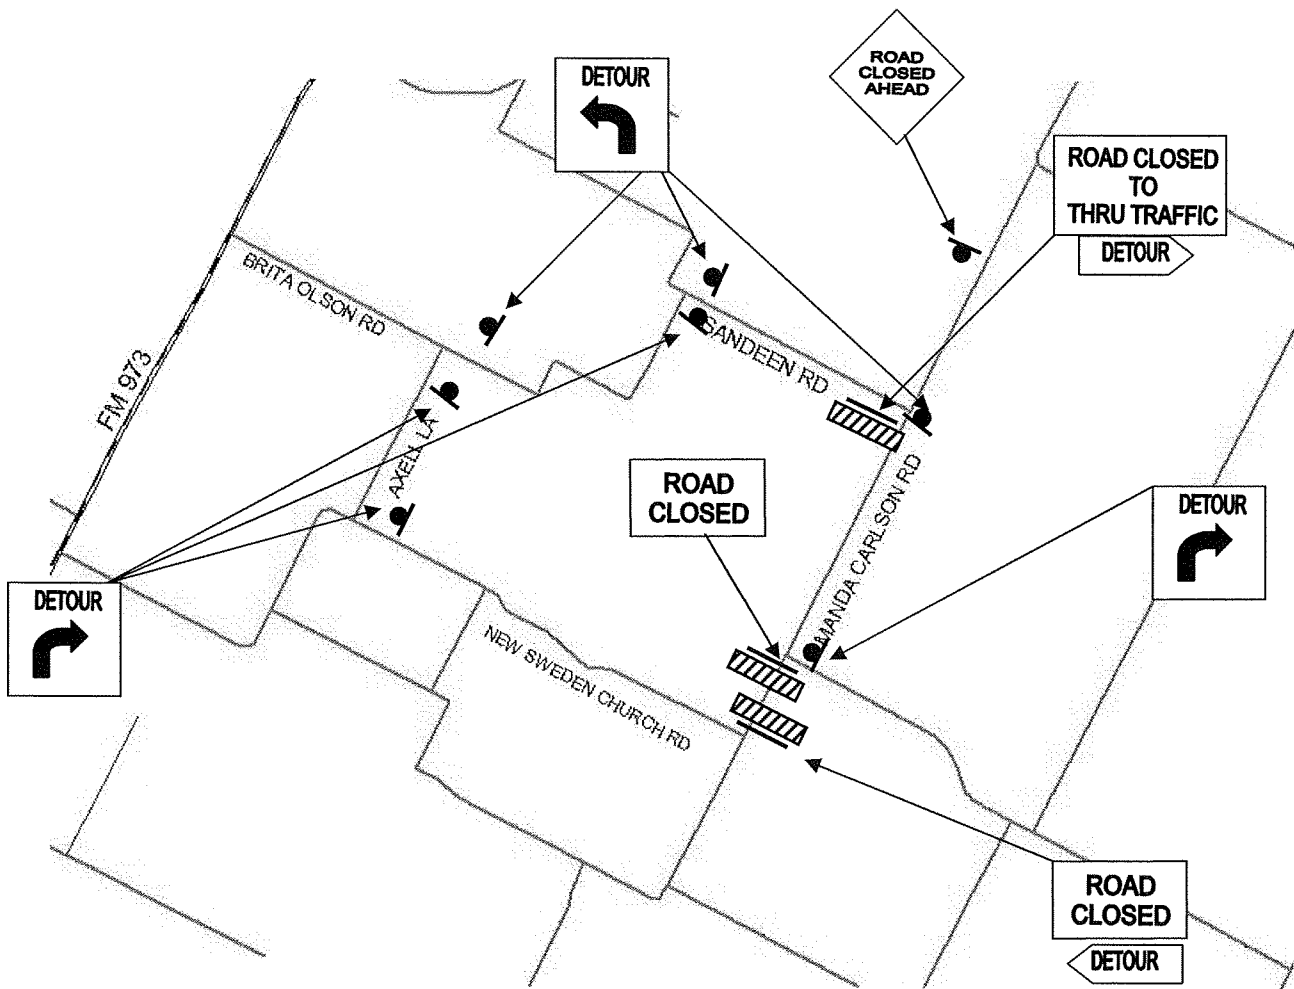 ROAD
CLOSED
AHEAD
DETOUR
ROAD CLOSED
TO
THRU TRAFFIC
DETOUR
BRITA OLSON RD
SANDEEN RD
FM 973
AXELL LA
ROAD
CLOSED
MANDA CARLSON RD
DETOUR
DETOUR
NEW SWEDEN CHURCH RD
ROAD
CLOSED
DETOUR